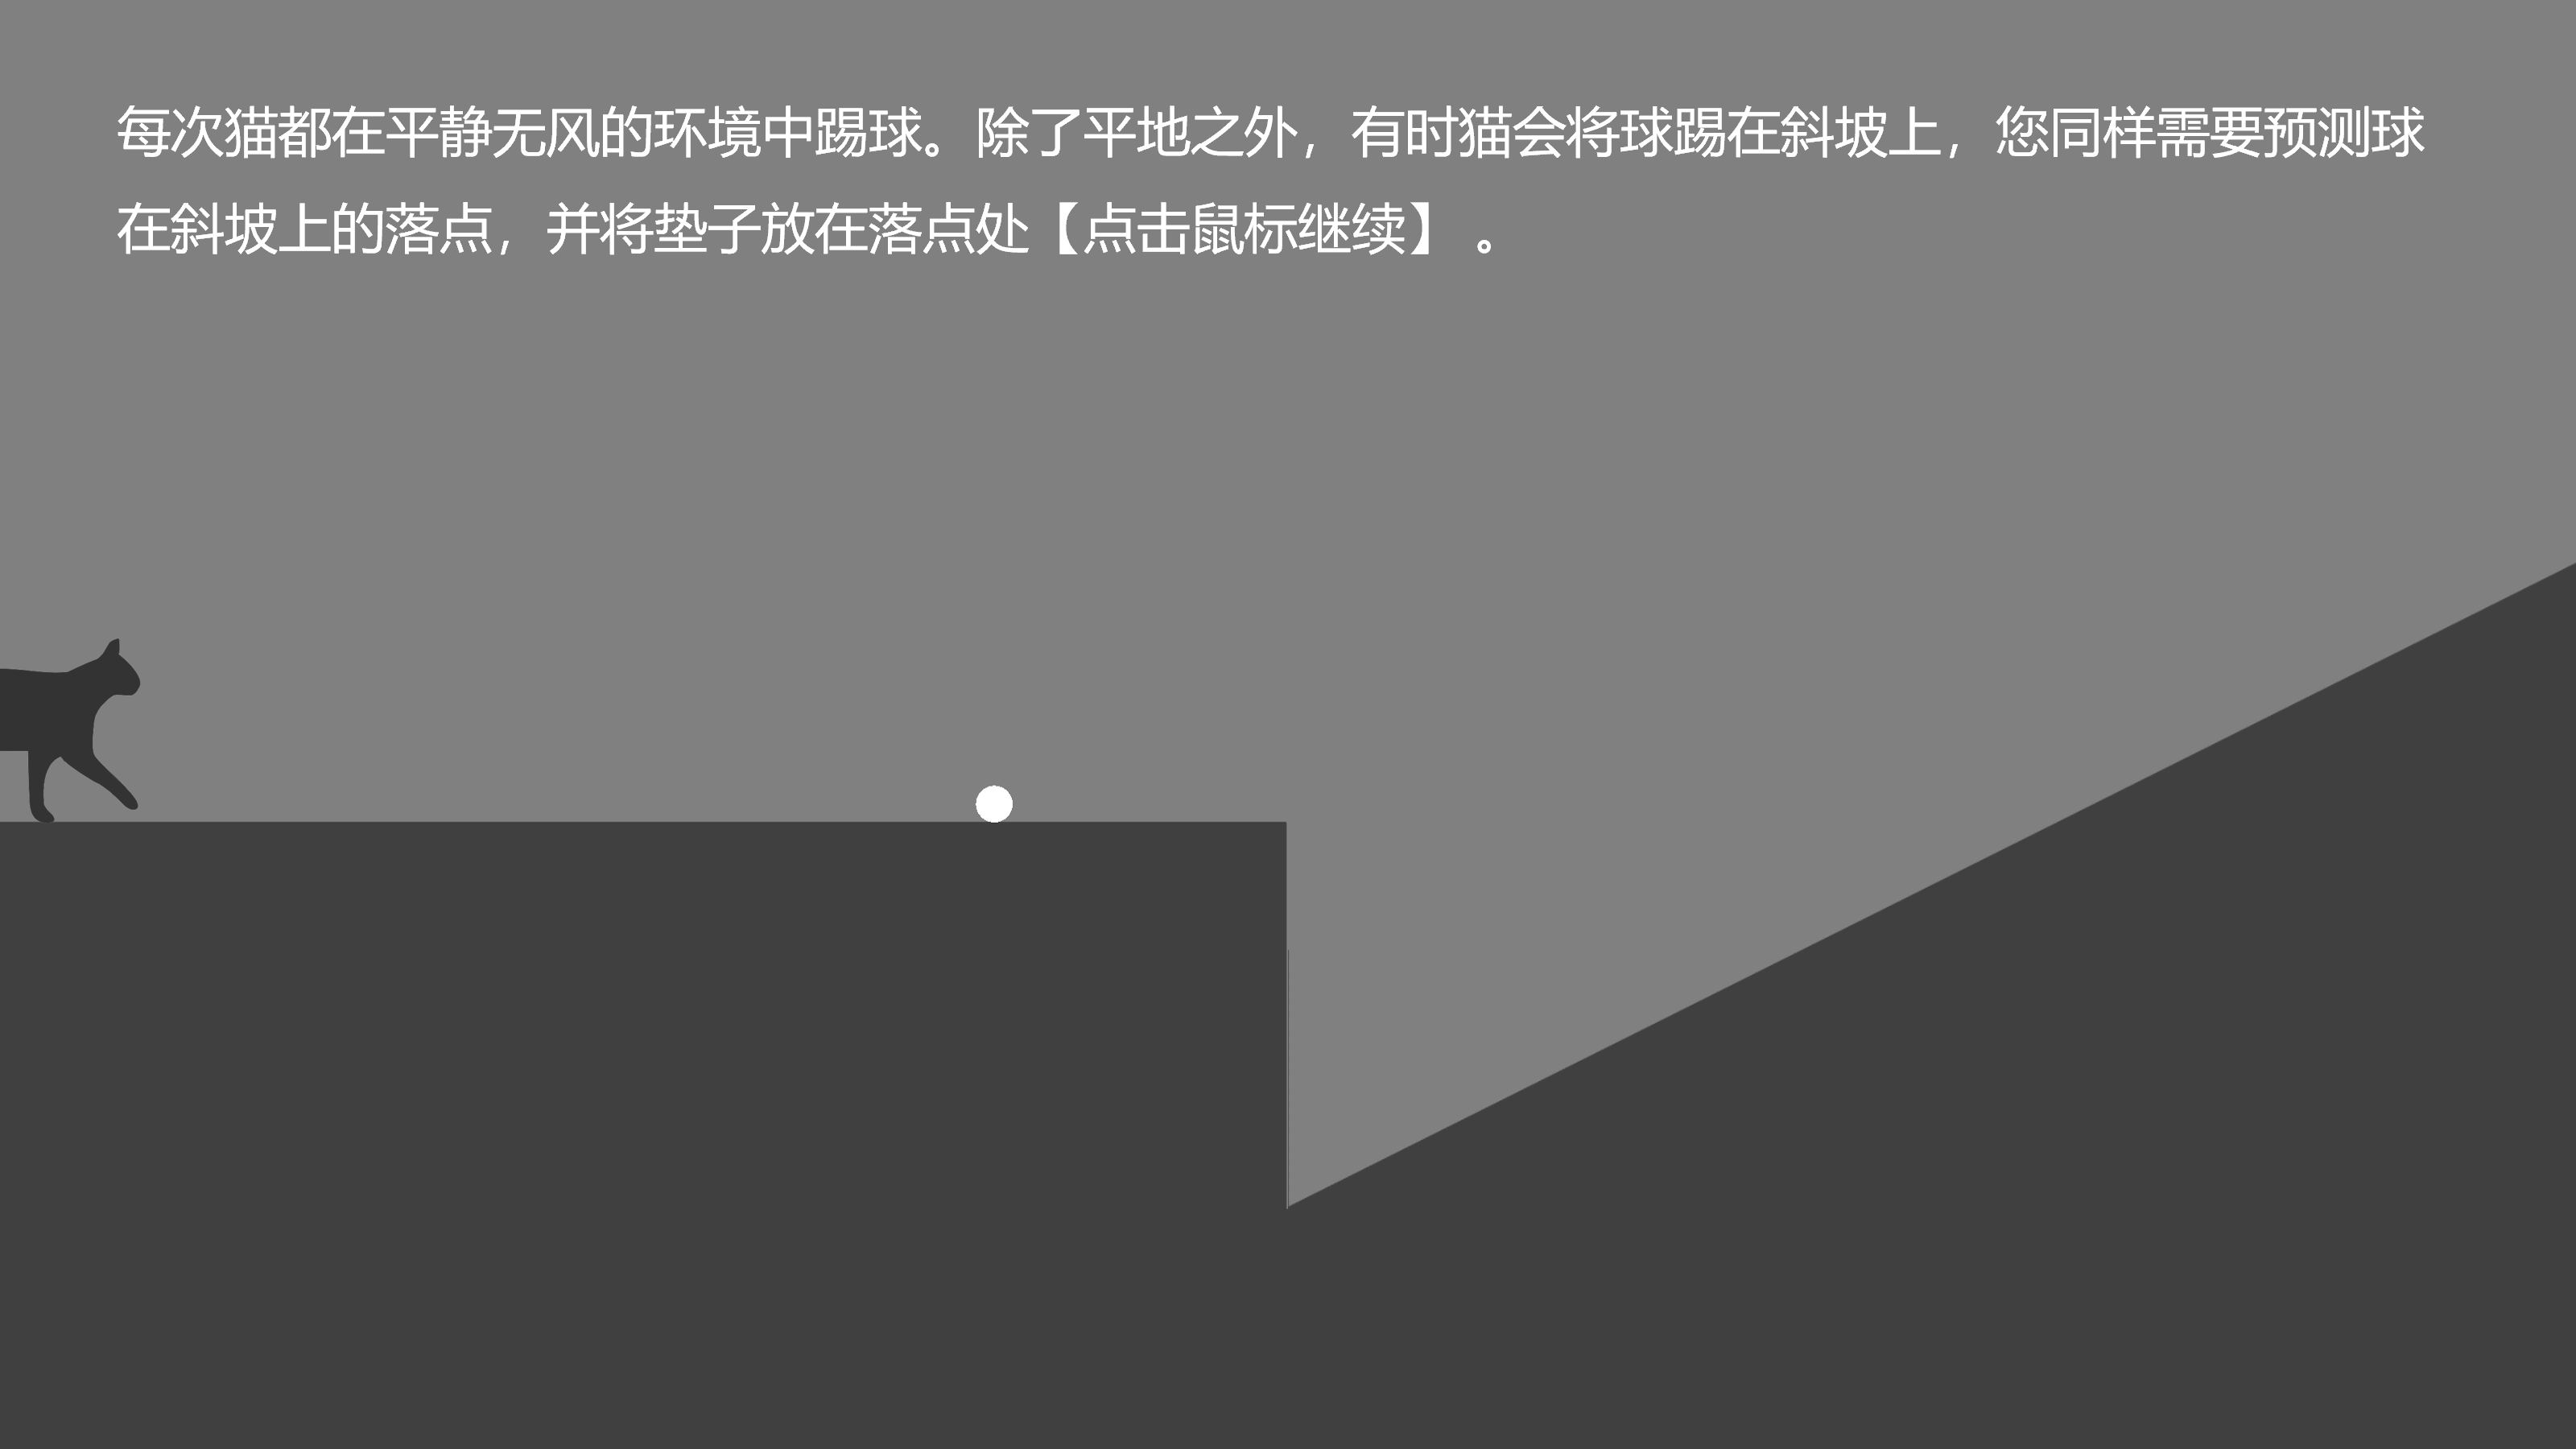 每次猫都在平静无风的环境中踢球。除了平地之外，有时猫会将球踢在斜坡上，您同样需要预测球
在斜坡上的落点，并将垫子放在落点处【点击鼠标继续】 。